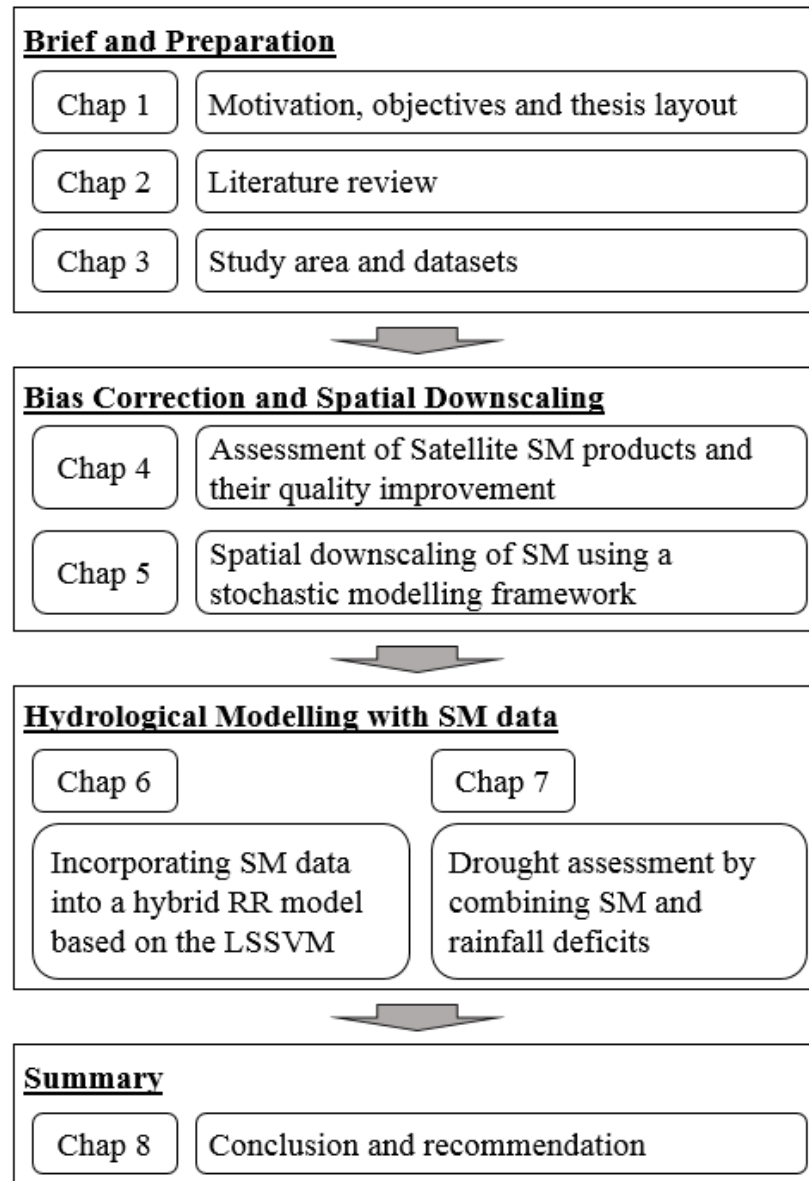 Brief and Preparation
Chap 1
Motivation, objectives and thesis layout
Chap 2
Literature review
Chap 3
Study area and datasets
Bias Correction and Spatial Downscaling
Chap 4
Assessment of Satellite SM products and
their quality improvement
Chap 5
Spatial downscaling of SM using a
stochastic modelling framework
Hydrological Modelling with SM data
Chap 6
Incorporating SM data
into a hybrid RR model
based on the LSSVM
Chap 7
Drought assessment by
combining SM and
rainfall deficits
Summary
Chap 8
Conclusion and recommendation